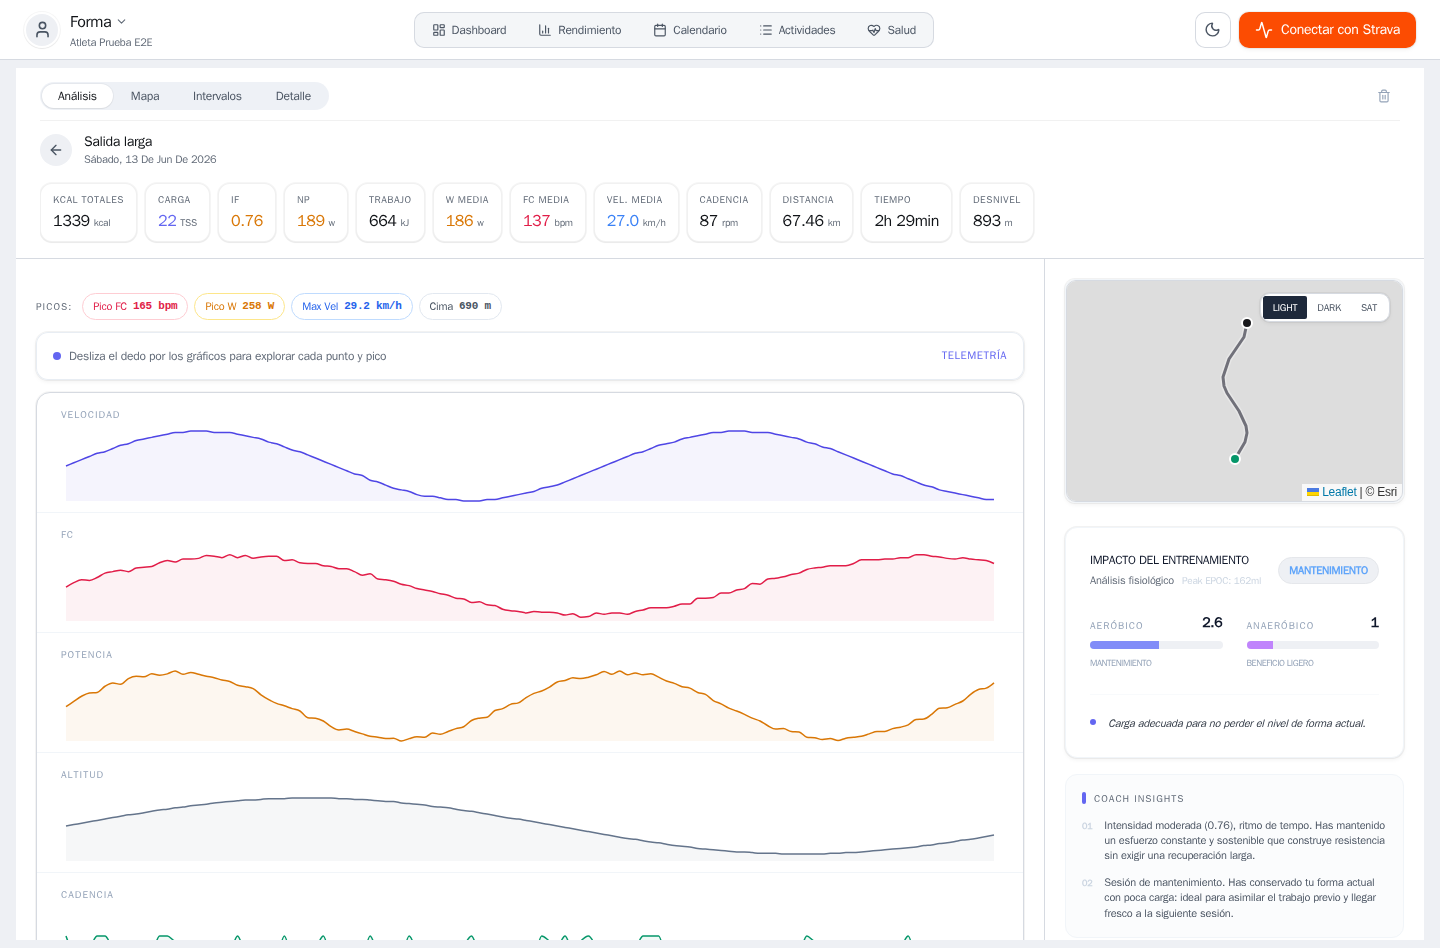 Forma
Atleta Prueba E2E
Dashboard
Rendimiento
Calendario
Actividades
Salud
Conectar con Strava
Análisis
Mapa
Intervalos
Detalle
Salida larga
Sábado, 13 De Jun De 2026
KCAL TOTALES
1339 kcal
CARGA
22 TSS
IF
0.76
NP
189 w
TRABAJO
664 kJ
W MEDIA
186 w
FC MEDIA
137 bpm
VEL. MEDIA
27.0 km/h
CADENCIA
87 rpm
DISTANCIA
67.46 km
TIEMPO
2h 29min
DESNIVEL
893 m
PICOS:
Pico FC 165 bpm
Pico W 258 W
Max Vel 29.2 km/h
Cima 690 m
Desliza el dedo por los gráficos para explorar cada punto y pico
TELEMETRÍA
VELOCIDAD
FC
POTENCIA
ALTITUD
CADENCIA
LIGHT
DARK
SAT
Leaflet | © Esri
IMPACTO DEL ENTRENAMIENTO
Análisis fisiológico Peak EPOC: 162ml
MANTENIMIENTO
AERÓBICO 2.6
MANTENIMIENTO
ANAERÓBICO 1
BENEFICIO LIGERO
Carga adecuada para no perder el nivel de forma actual.
COACH INSIGHTS
01 Intensidad moderada (0.76), ritmo de tempo. Has mantenido
un esfuerzo constante y sostenible que construye resistencia
sin exigir una recuperación larga.
02 Sesión de mantenimiento. Has conservado tu forma actual
con poca carga: ideal para asimilar el trabajo previo y llegar
fresco a la siguiente sesión.